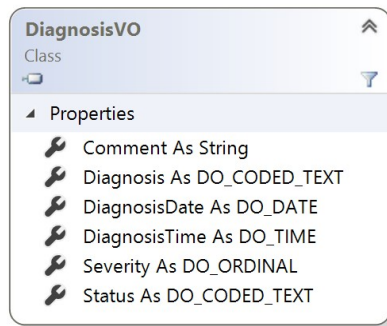 DiagnosisVO
Class
Properties
Comment As String
Diagnosis As DO_CODED_TEXT
DiagnosisDate As DO_DATE
DiagnosisTime As DO_TIME
Severity As DO_ORDINAL
Status As DO_CODED_TEXT